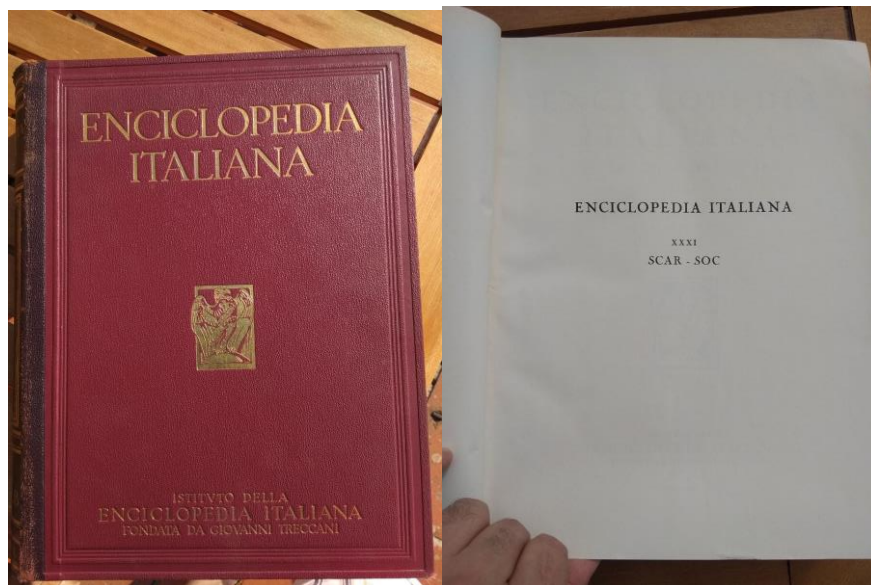 ENCICLOPEDIA
ITALIANA
ISTITVTO DELLA
ENCICLOPEDIA ITALIANA
FONDATA DA GIOVANNI TRECCANI
ENCICLOPEDIA ITALIANA
XXXI
SCAR - SOC